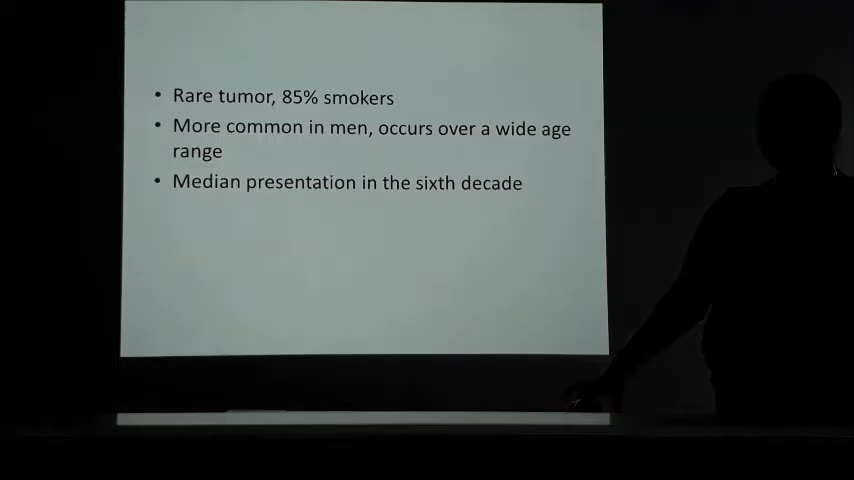 • Rare tumor, 85% smokers
• More common in men, occurs over a wide age
range
• Median presentation in the sixth decade